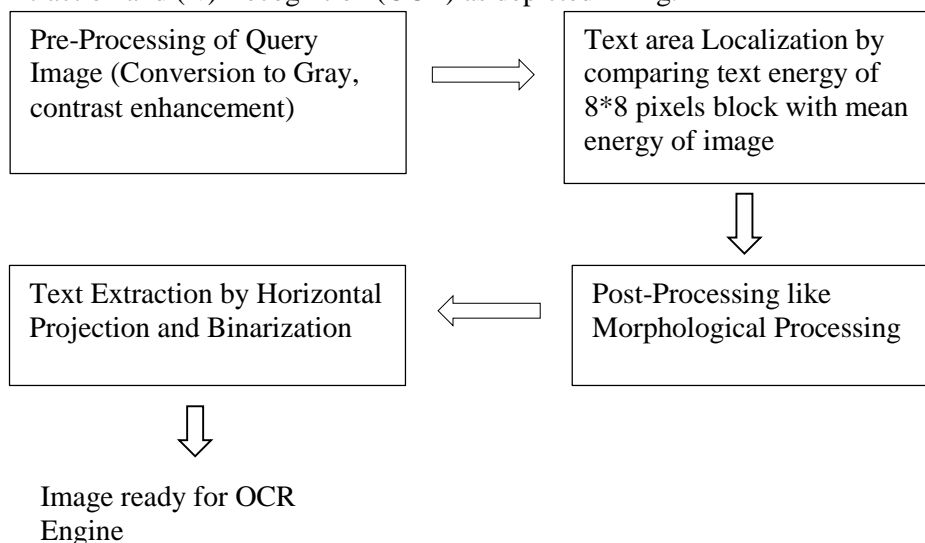 Pre-Processing of Query
Image (Conversion to Gray,
contrast enhancement)
Text area Localization by
comparing text energy of
8*8 pixels block with mean
energy of image
Post-Processing like
Morphological Processing
Text Extraction by Horizontal
Projection and Binarization
Image ready for OCR
Engine